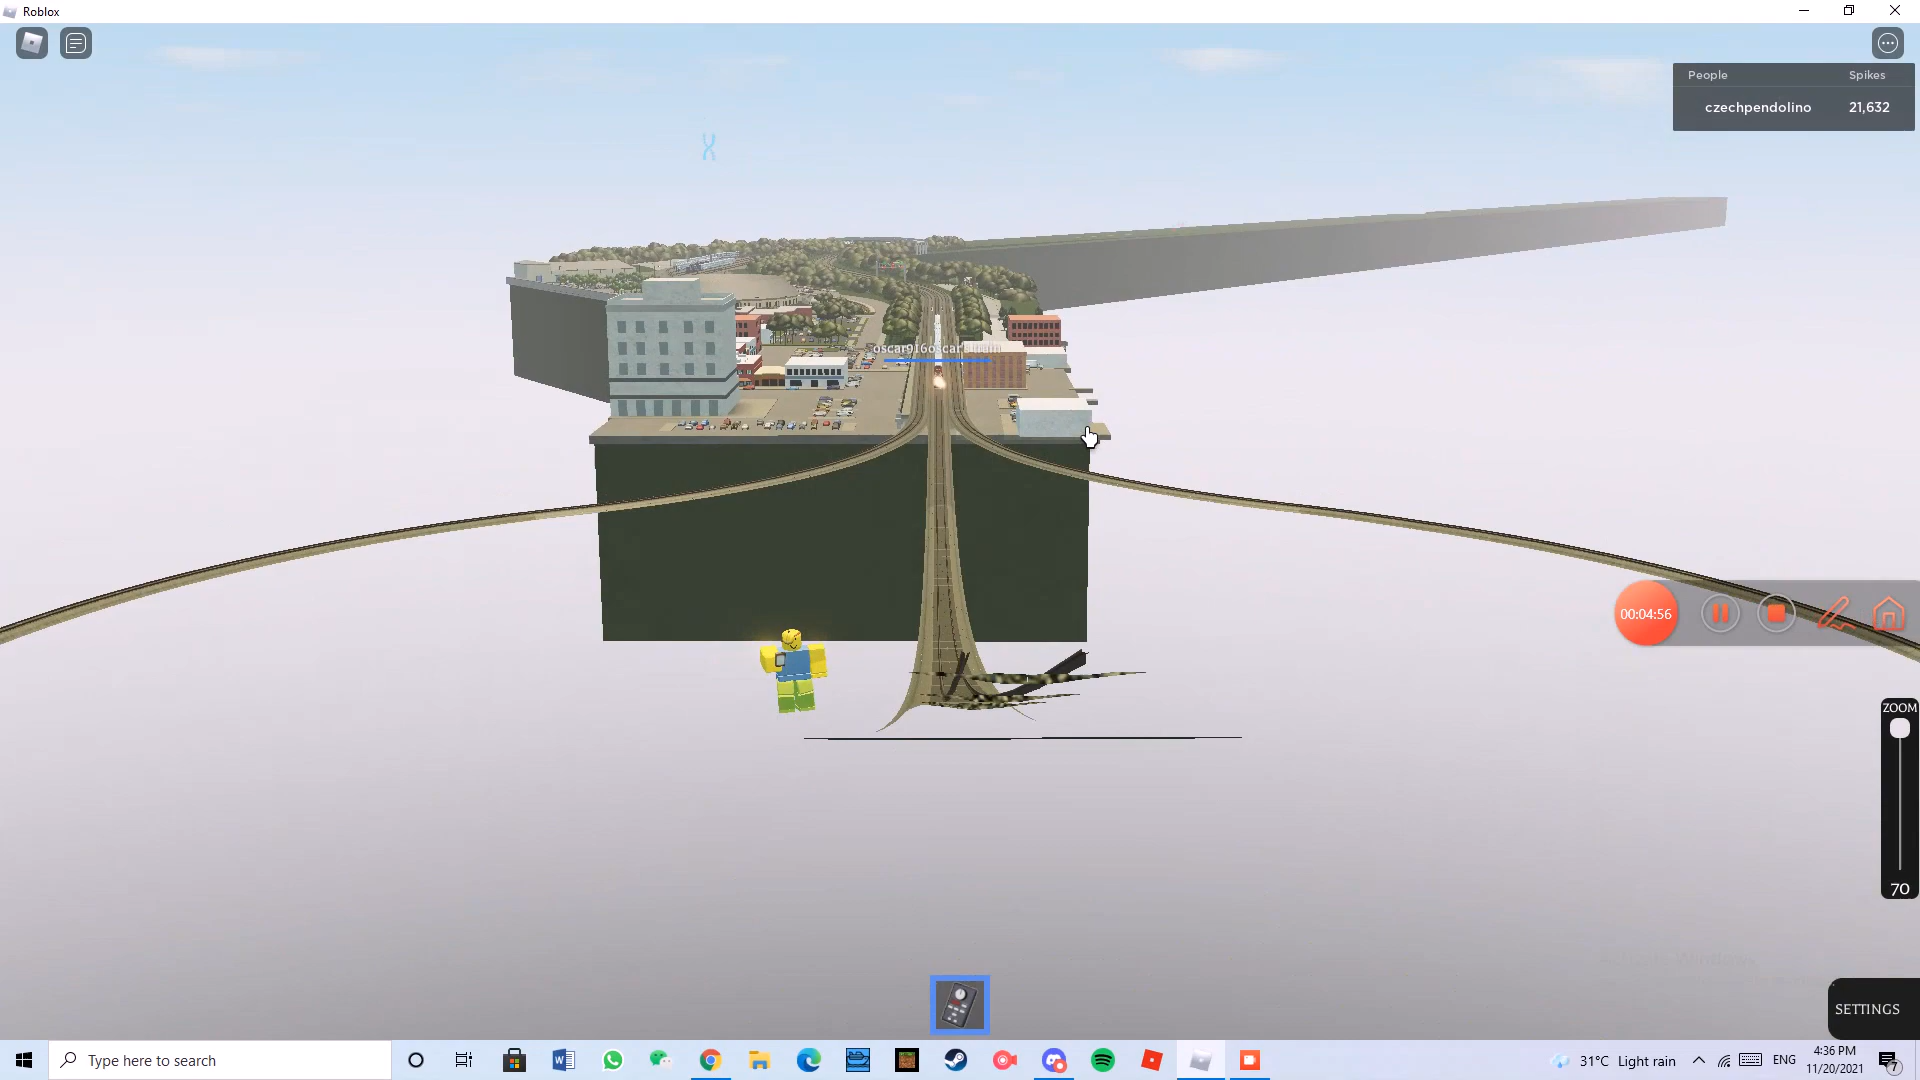 Roblox
People Spikes
czechpendolino 21,632
00:04:56
ZOOM
70
SETTINGS
Type here to search
31°C Light rain
ENG
4:36 PM
11/20/2021
7